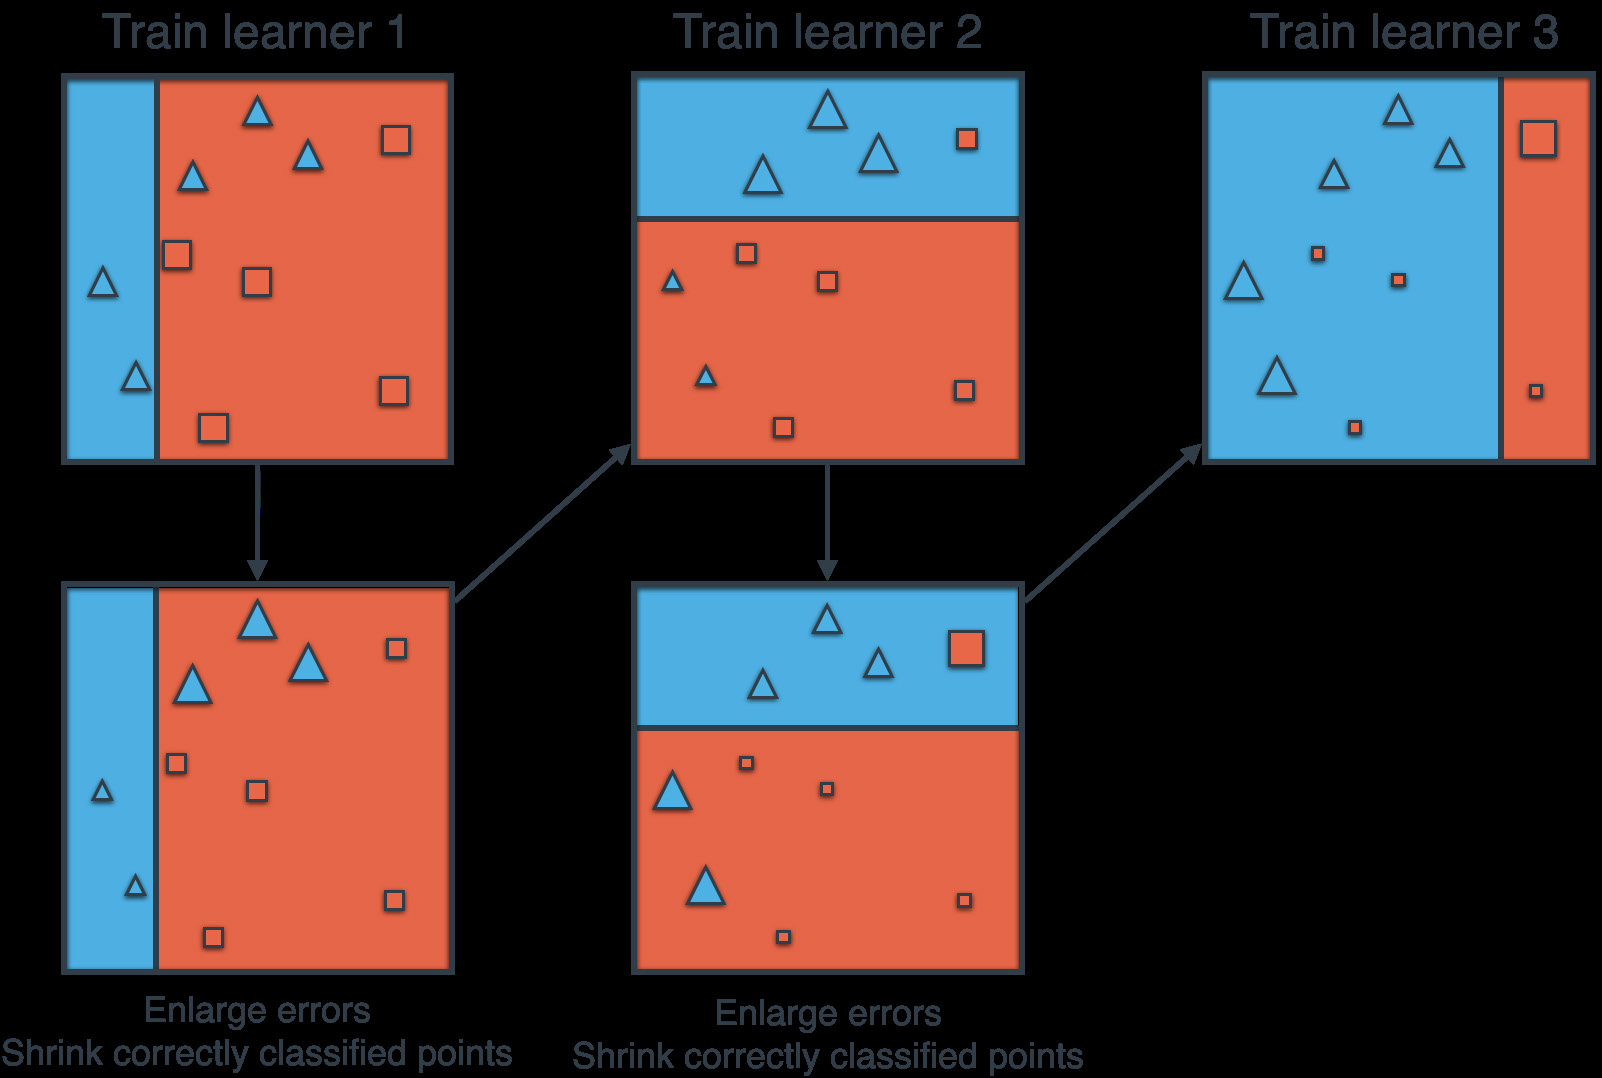 Train learner 1
Train learner 2
Train learner 3
Enlarge errors
Shrink correctly classified points
Enlarge errors
Shrink correctly classified points